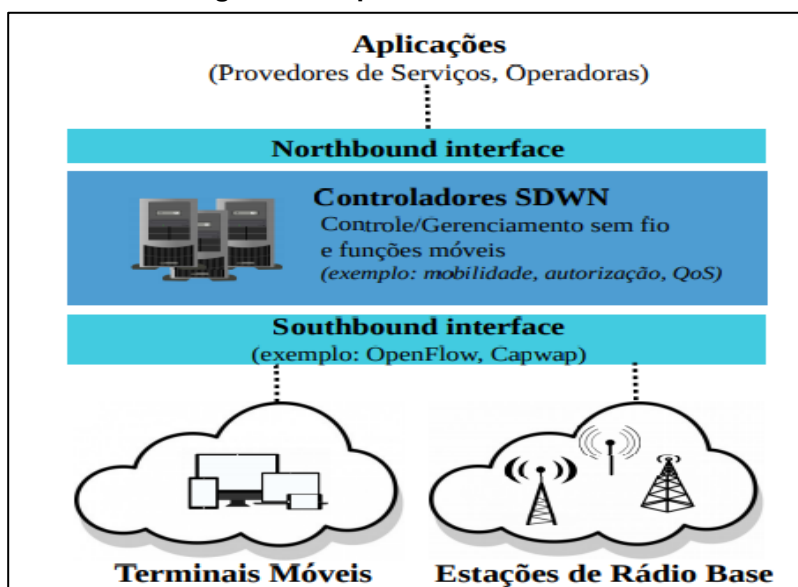 Aplicações
(Provedores de Serviços, Operadoras)
Northbound interface
Controladores SDWN
Controle/Gerenciamento sem fio
e funções móveis
(exemplo: mobilidade, autorização, QoS)
Southbound interface
(exemplo: OpenFlow, Capwap)
Terminais Móveis Estações de Rádio Base